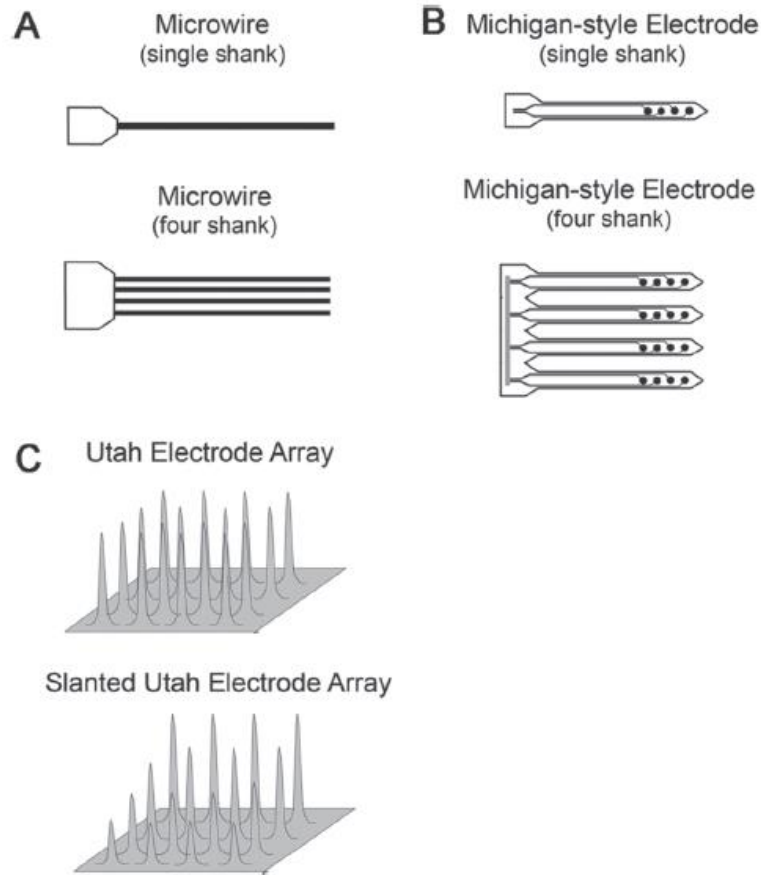 A
Microwire
(single shank)
Microwire
(four shank)
B
Michigan-style Electrode
(single shank)
Michigan-style Electrode
(four shank)
C
Utah Electrode Array
Slanted Utah Electrode Array